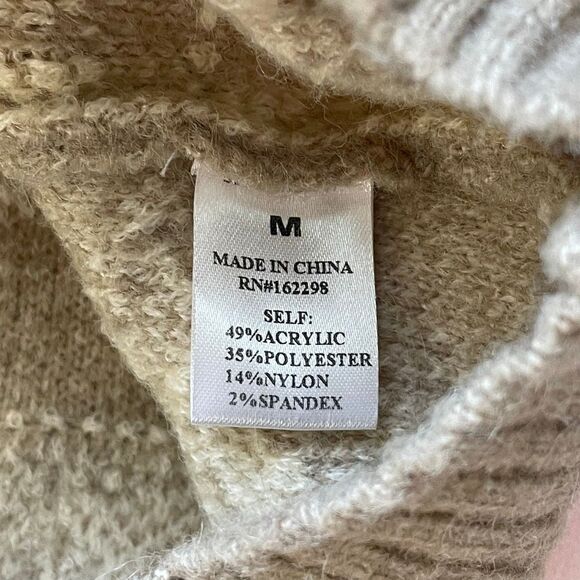 M
MADE IN CHINA
RN#162298
SELF:
49%ACRYLIC
35%POLYESTER
14%NYLON
2%SPANDEX